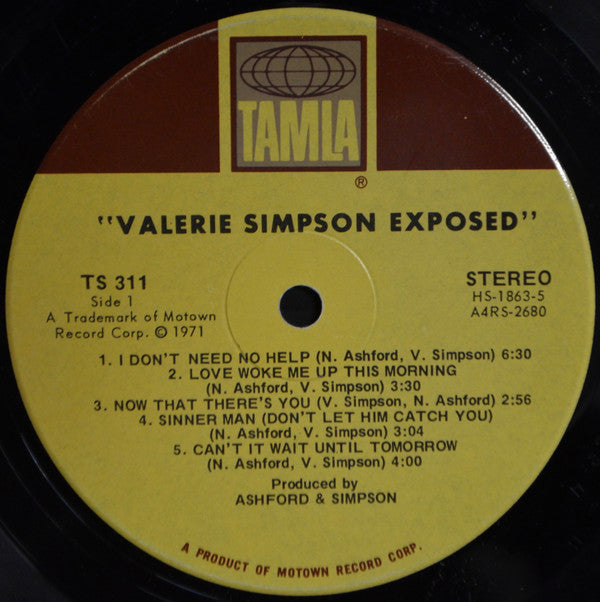 TAMLA
®
"VALERIE SIMPSON EXPOSED"
TS 311
Side 1
A Trademark of Motown
Record Corp. © 1971
STEREO
HS-1863-5
A4RS-2680
1. I DON'T NEED NO HELP (N. Ashford, V. Simpson) 6:30
2. LOVE WOKE ME UP THIS MORNING
(N. Ashford, V. Simpson) 3:30
3. NOW THAT THERE'S YOU (V. Simpson, N. Ashford) 2:56
4. SINNER MAN (DON'T LET HIM CATCH YOU)
(N. Ashford, V. Simpson) 3:04
5. CAN'T IT WAIT UNTIL TOMORROW
(N. Ashford, V. Simpson) 4:00
Produced by
ASHFORD & SIMPSON
A PRODUCT OF MOTOWN RECORD CORP.